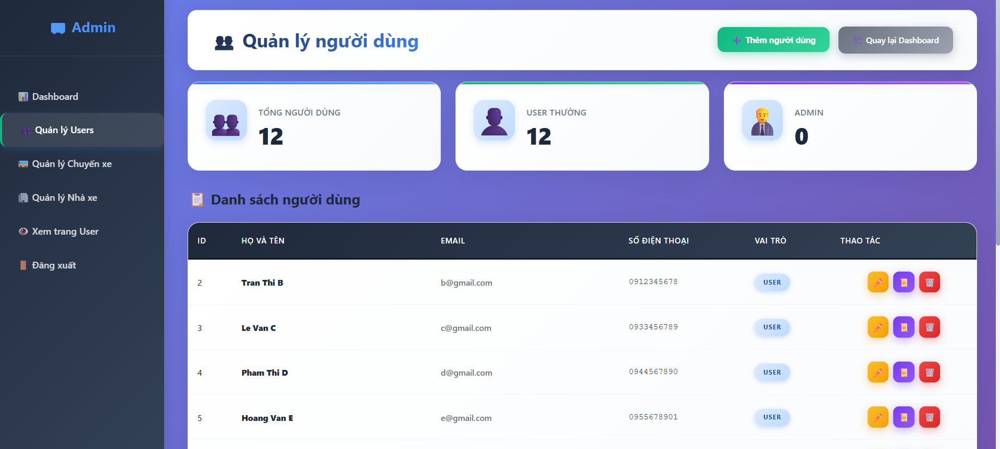 Admin
Dashboard
Quản lý Users
Quản lý Chuyến xe
Quản lý Nhà xe
Xem trang User
Đăng xuất
Quản lý người dùng
Thêm người dùng
Quay lại Dashboard
TỔNG NGƯỜI DÙNG
12
USER THƯỜNG
12
ADMIN
0
Danh sách người dùng
ID HỌ VÀ TÊN EMAIL SỐ ĐIỆN THOẠI VAI TRÒ THAO TÁC
2 Tran Thi B b@gmail.com 0912345678 USER
3 Le Van C c@gmail.com 0933456789 USER
4 Pham Thi D d@gmail.com 0944567890 USER
5 Hoang Van E e@gmail.com 0955678901 USER